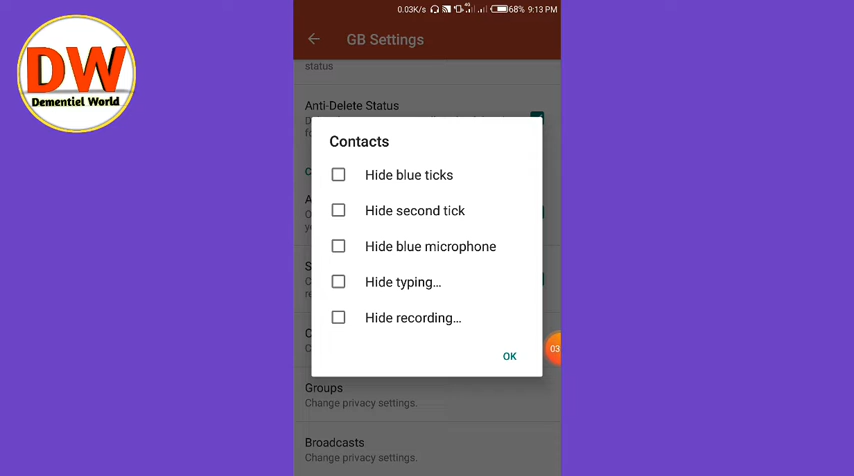 0.03K/s 4G 68% 9:13 PM
DW
Dementiel World
GB Settings
status
Anti-Delete Status
Contacts
Hide blue ticks
Hide second tick
Hide blue microphone
Hide typing...
Hide recording...
OK
03
Groups
Change privacy settings.
Broadcasts
Change privacy settings.